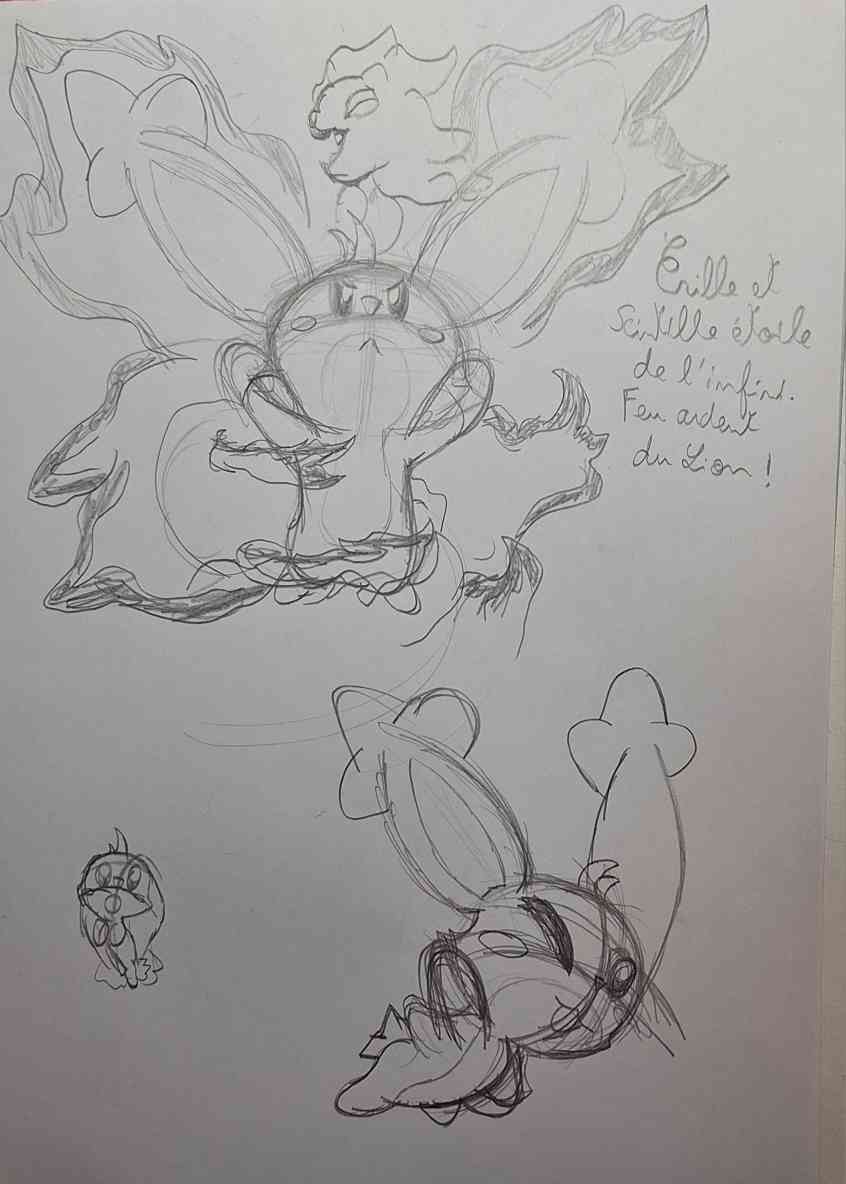 Brille et
Scintille étoile
de l'infini.
Feu ardent
du Lion !